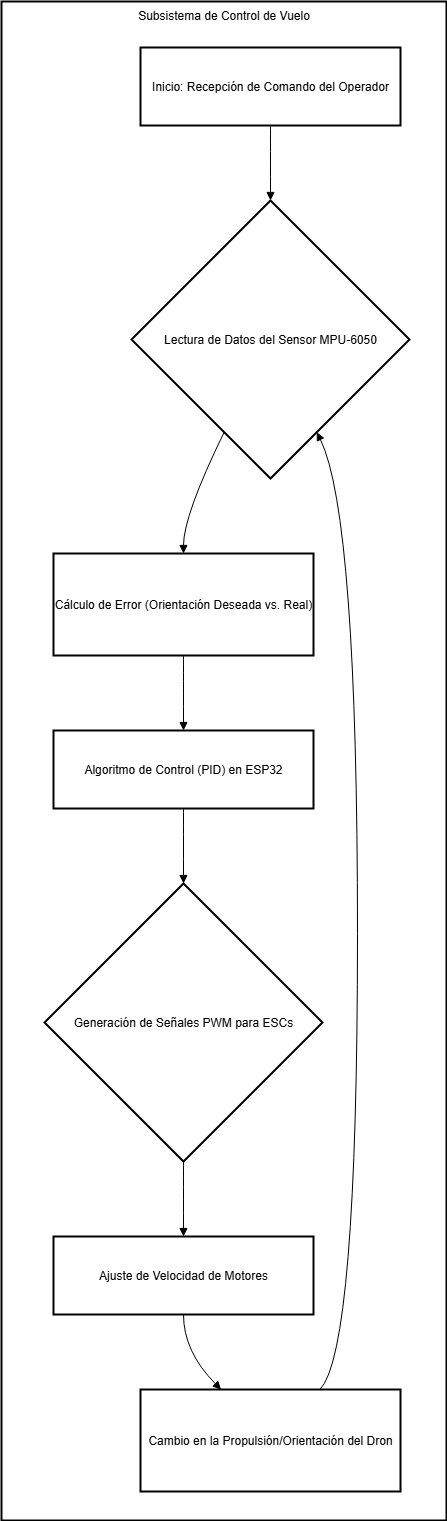 Subsistema de Control de Vuelo
Inicio: Recepción de Comando del Operador
Lectura de Datos del Sensor MPU-6050
Cálculo de Error (Orientación Deseada vs. Real)
Algoritmo de Control (PID) en ESP32
Generación de Señales PWM para ESCs
Ajuste de Velocidad de Motores
Cambio en la Propulsión/Orientación del Dron